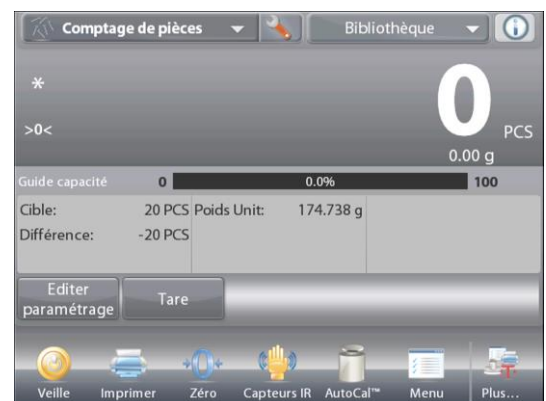 Comptage de pièces Bibliothèque
*
0
>0< PCS
0.00 g
Guide capacité 0 0.0% 100
Cible: 20 PCS Poids Unit: 174.738 g
Différence: -20 PCS
Editer
paramétrage Tare
Veille Imprimer Zéro Capteurs IR AutoCal™ Menu Plus...